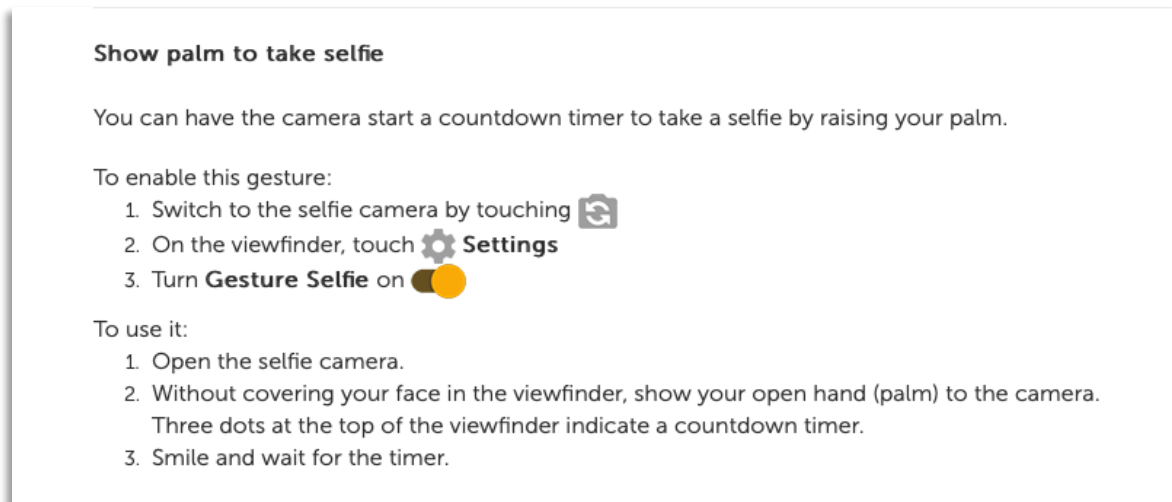 Show palm to take selfie
You can have the camera start a countdown timer to take a selfie by raising your palm.
To enable this gesture:
1. Switch to the selfie camera by touching
2. On the viewfinder, touch Settings
3. Turn Gesture Selfie on
To use it:
1. Open the selfie camera.
2. Without covering your face in the viewfinder, show your open hand (palm) to the camera.
Three dots at the top of the viewfinder indicate a countdown timer.
3. Smile and wait for the timer.